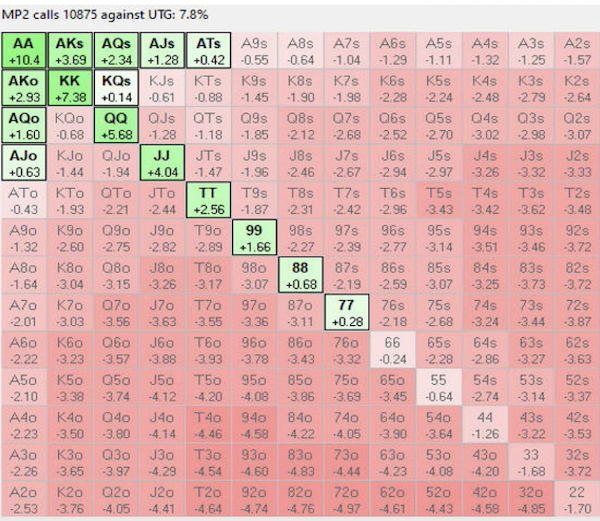 MP2 calls 10875 against UTG: 7.8%
AA AKs AQs AJs ATs A9s A8s A7s A6s A5s A4s A3s A2s
+10.4 +3.69 +2.34 +1.28 +0.42 -0.55 -0.64 -1.04 -1.29 -1.11 -1.32 -1.25 -1.57
AKo KK KQs KJs KTs K9s K8s K7s K6s K5s K4s K3s K2s
+2.93 +7.38 +0.14 -0.61 -0.88 -1.45 -1.90 -1.98 -2.28 -2.24 -2.48 -2.79 -2.64
AQo KQo QQ QJs QTs Q9s Q8s Q7s Q6s Q5s Q4s Q3s Q2s
+1.60 -0.68 +5.68 -1.28 -1.18 -1.85 -2.12 -2.68 -2.52 -2.70 -3.02 -2.98 -3.07
AJo KJo QJo JJ JTs J9s J8s J7s J6s J5s J4s J3s J2s
+0.63 -1.44 -1.94 +4.04 -1.47 -1.96 -2.46 -2.67 -2.94 -2.97 -3.26 -3.32 -3.33
ATo KTo QTo JTo TT T9s T8s T7s T6s T5s T4s T3s T2s
-0.43 -1.93 -2.21 -2.44 +2.56 -1.87 -2.31 -2.42 -2.96 -3.43 -3.42 -3.62 -3.48
A9o K9o Q9o J9o T9o 99 98s 97s 96s 95s 94s 93s 92s
-1.32 -2.60 -2.75 -2.82 -2.89 +1.66 -2.27 -2.39 -2.77 -3.14 -3.51 -3.46 -3.72
A8o K8o Q8o J8o T8o 98o 88 87s 86s 85s 84s 83s 82s
-1.64 -3.04 -3.15 -3.26 -3.17 -3.07 +0.68 -2.19 -2.59 -3.07 -3.25 -3.73 -3.72
A7o K7o Q7o J7o T7o 97o 87o 77 76s 75s 74s 73s 72s
-2.01 -3.03 -3.56 -3.63 -3.55 -3.36 -3.11 +0.28 -2.18 -2.68 -3.24 -3.44 -3.87
A6o K6o Q6o J6o T6o 96o 86o 76o 66 65s 64s 63s 62s
-2.22 -3.23 -3.57 -3.88 -3.93 -3.78 -3.43 -3.32 -0.24 -2.28 -2.86 -3.27 -3.63
A5o K5o Q5o J5o T5o 95o 85o 75o 65o 55 54s 53s 52s
-2.10 -3.38 -3.74 -4.12 -4.20 -4.08 -3.86 -3.69 -3.45 -0.64 -2.74 -3.14 -3.37
A4o K4o Q4o J4o T4o 94o 84o 74o 64o 54o 44 43s 42s
-2.23 -3.50 -3.80 -4.14 -4.46 -4.58 -4.22 -4.05 -3.90 -3.64 -1.26 -3.22 -3.53
A3o K3o Q3o J3o T3o 93o 83o 73o 63o 53o 43o 33 32s
-2.26 -3.65 -3.97 -4.29 -4.54 -4.60 -4.83 -4.44 -4.23 -4.08 -4.20 -1.68 -3.72
A2o K2o Q2o J2o T2o 92o 82o 72o 62o 52o 42o 32o 22
-2.53 -3.76 -4.05 -4.41 -4.64 -4.74 -4.76 -4.97 -4.61 -4.43 -4.58 -4.85 -1.70